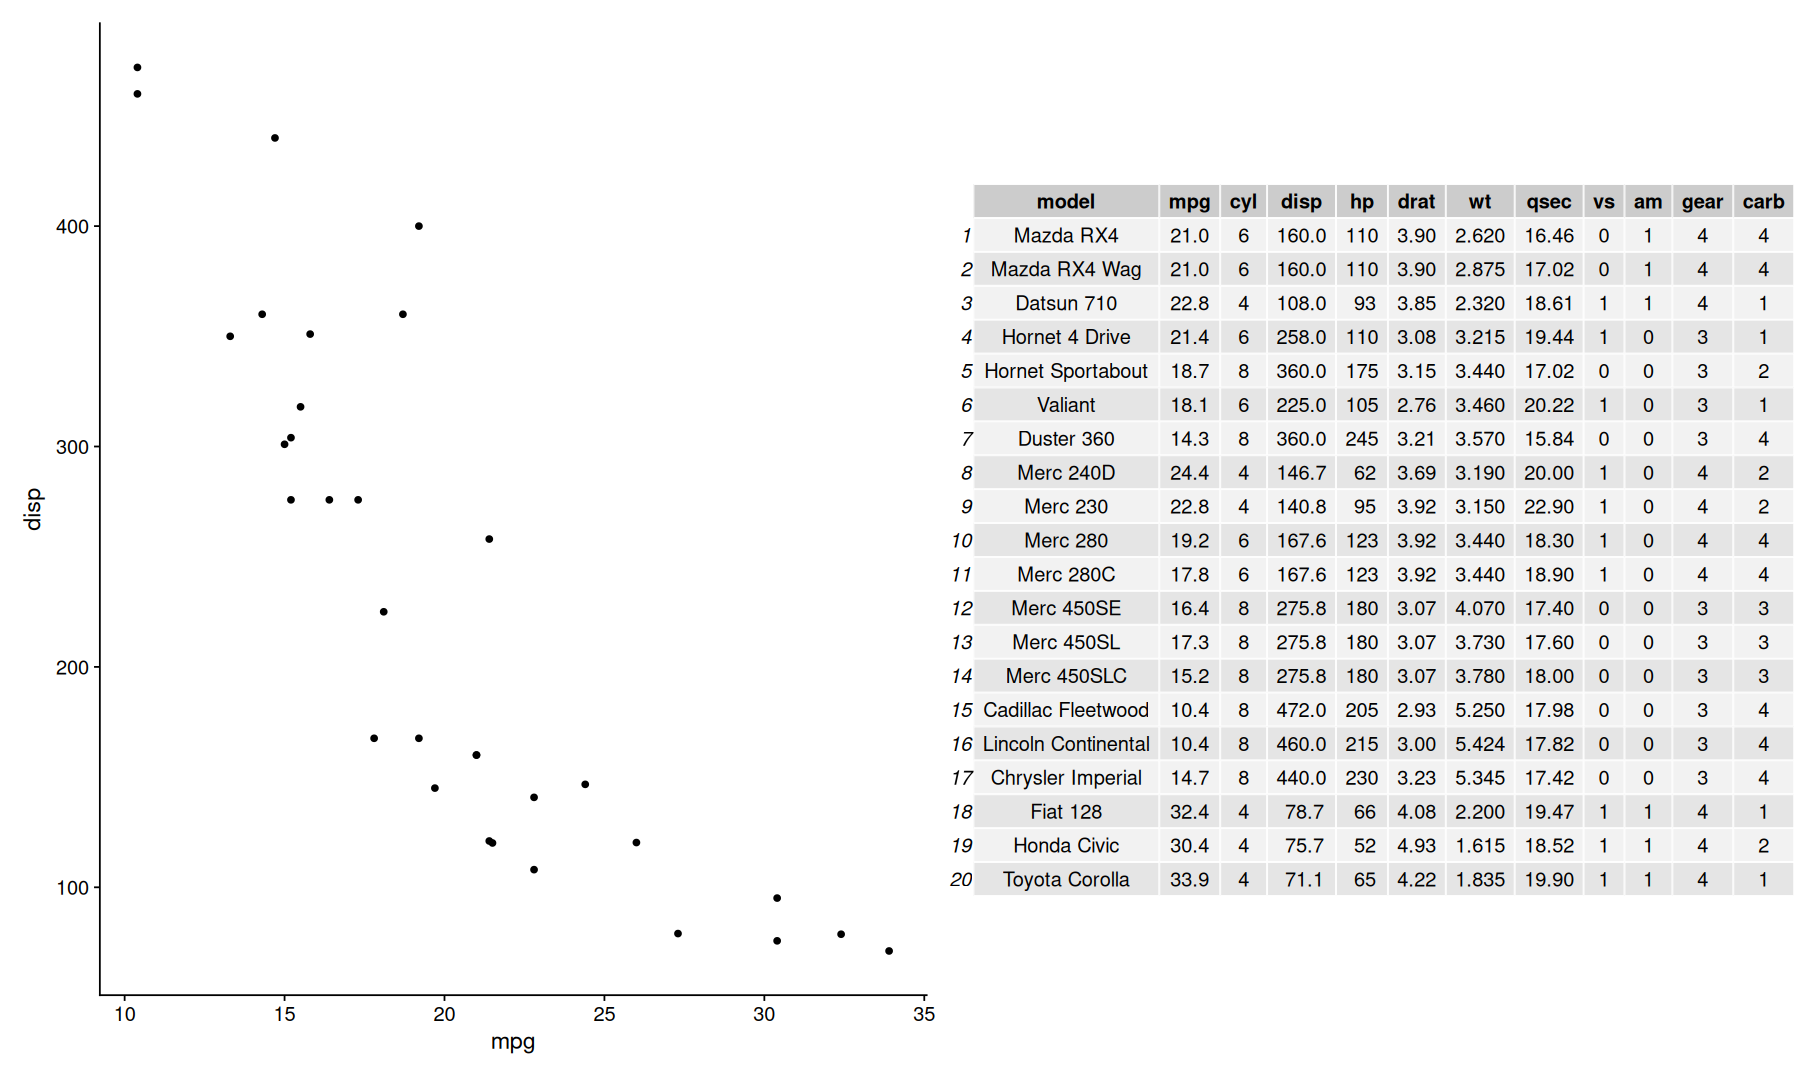 400
300
200
100
disp
10 15 20 25 30 35
mpg
model mpg cyl disp hp drat wt qsec vs am gear carb
1 Mazda RX4 21.0 6 160.0 110 3.90 2.620 16.46 0 1 4 4
2 Mazda RX4 Wag 21.0 6 160.0 110 3.90 2.875 17.02 0 1 4 4
3 Datsun 710 22.8 4 108.0 93 3.85 2.320 18.61 1 1 4 1
4 Hornet 4 Drive 21.4 6 258.0 110 3.08 3.215 19.44 1 0 3 1
5 Hornet Sportabout 18.7 8 360.0 175 3.15 3.440 17.02 0 0 3 2
6 Valiant 18.1 6 225.0 105 2.76 3.460 20.22 1 0 3 1
7 Duster 360 14.3 8 360.0 245 3.21 3.570 15.84 0 0 3 4
8 Merc 240D 24.4 4 146.7 62 3.69 3.190 20.00 1 0 4 2
9 Merc 230 22.8 4 140.8 95 3.92 3.150 22.90 1 0 4 2
10 Merc 280 19.2 6 167.6 123 3.92 3.440 18.30 1 0 4 4
11 Merc 280C 17.8 6 167.6 123 3.92 3.440 18.90 1 0 4 4
12 Merc 450SE 16.4 8 275.8 180 3.07 4.070 17.40 0 0 3 3
13 Merc 450SL 17.3 8 275.8 180 3.07 3.730 17.60 0 0 3 3
14 Merc 450SLC 15.2 8 275.8 180 3.07 3.780 18.00 0 0 3 3
15 Cadillac Fleetwood 10.4 8 472.0 205 2.93 5.250 17.98 0 0 3 4
16 Lincoln Continental 10.4 8 460.0 215 3.00 5.424 17.82 0 0 3 4
17 Chrysler Imperial 14.7 8 440.0 230 3.23 5.345 17.42 0 0 3 4
18 Fiat 128 32.4 4 78.7 66 4.08 2.200 19.47 1 1 4 1
19 Honda Civic 30.4 4 75.7 52 4.93 1.615 18.52 1 1 4 2
20 Toyota Corolla 33.9 4 71.1 65 4.22 1.835 19.90 1 1 4 1